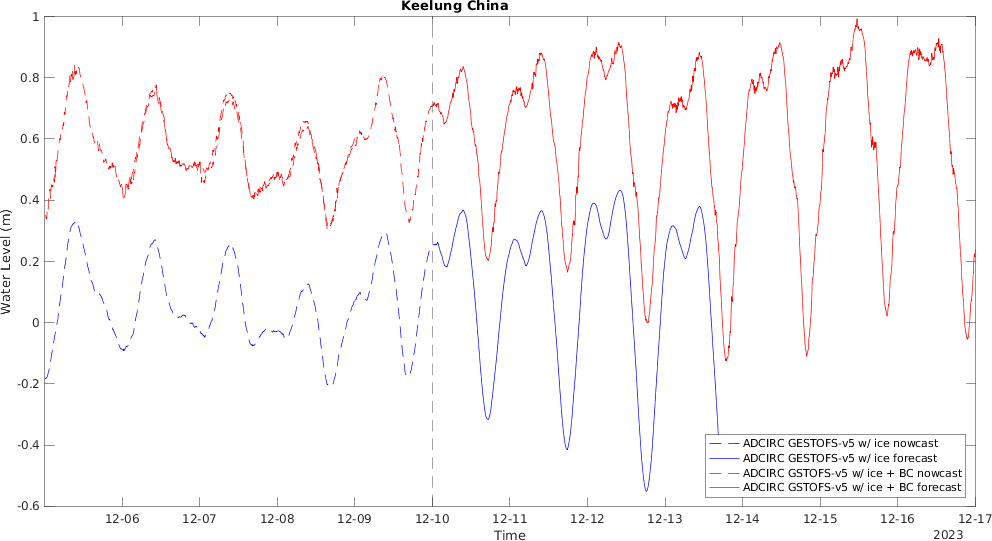 Keelung China
1
0.8
0.6
0.4
0.2
0
-0.2
-0.4
-0.6
Water Level (m)
ADCIRC GESTOFS-v5 w/ ice nowcast
ADCIRC GESTOFS-v5 w/ ice forecast
ADCIRC GSTOFS-v5 w/ ice + BC nowcast
ADCIRC GSTOFS-v5 w/ ice + BC forecast
12-06 12-07 12-08 12-09 12-10 12-11 12-12 12-13 12-14 12-15 12-16 12-17
Time
2023